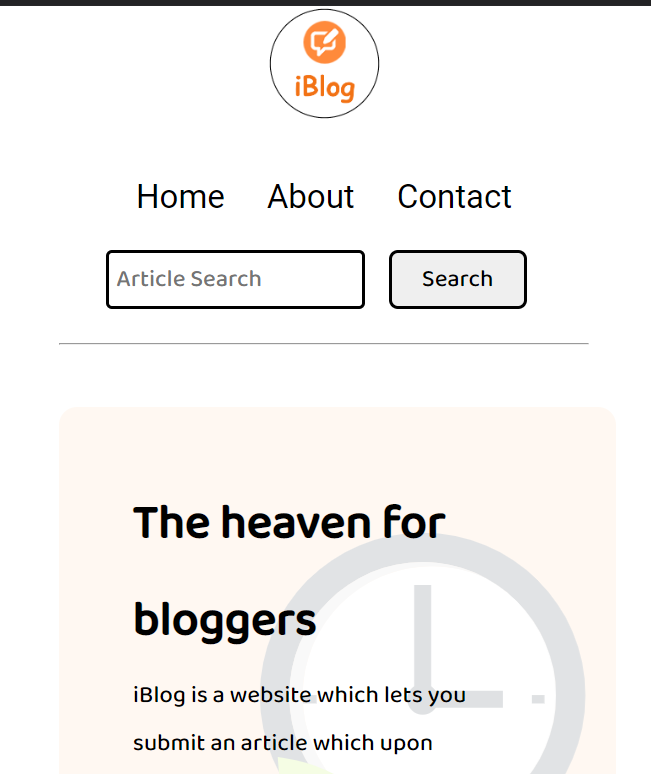 iBlog
Home About Contact
Article Search Search
The heaven for
bloggers
iBlog is a website which lets you
submit an article which upon